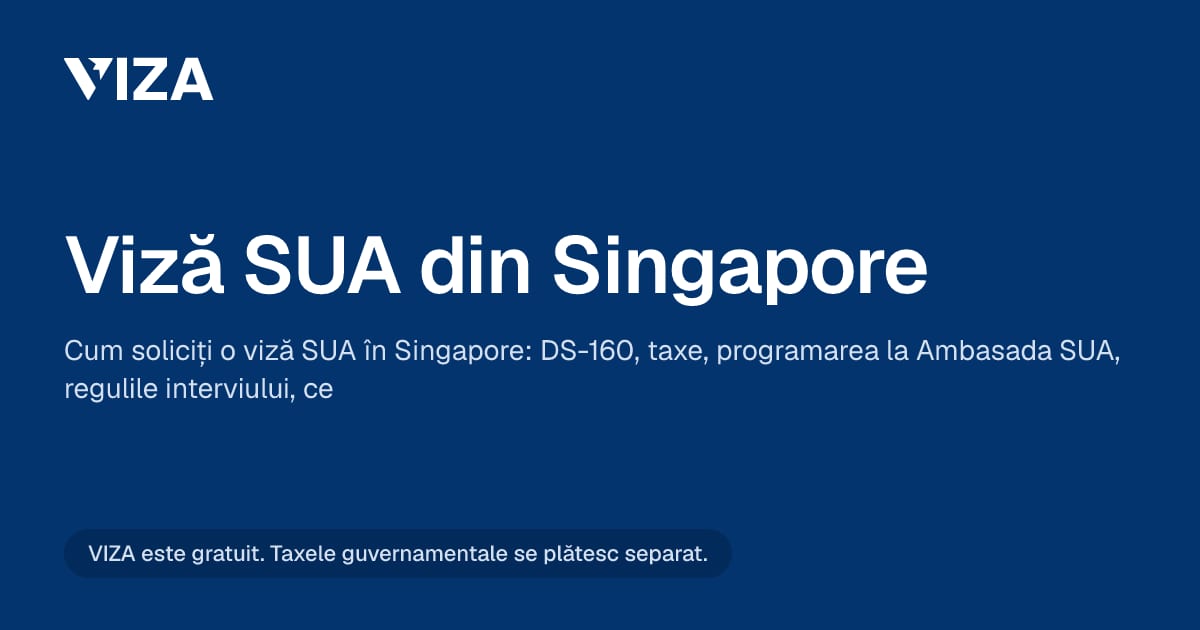 VIZA
Viză SUA din Singapore
Cum soliciți o viză SUA în Singapore: DS-160, taxe, programarea la Ambasada SUA,
regulile interviului, ce
VIZA este gratuit. Taxele guvernamentale se plătesc separat.